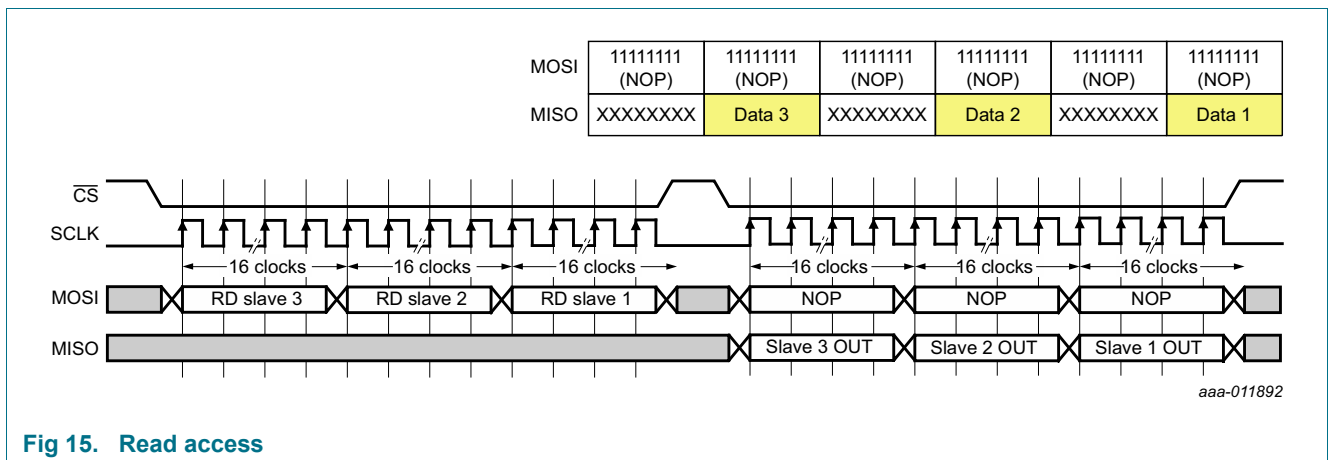 MOSI 11111111 (NOP) 11111111 (NOP) 11111111 (NOP) 11111111 (NOP) 11111111 (NOP) 11111111 (NOP)
MISO XXXXXXXX Data 3 XXXXXXXX Data 2 XXXXXXXX Data 1
CS
SCLK
16 clocks 16 clocks 16 clocks 16 clocks 16 clocks 16 clocks
MOSI RD slave 3 RD slave 2 RD slave 1 NOP NOP NOP
MISO Slave 3 OUT Slave 2 OUT Slave 1 OUT
aaa-011892
Fig 15. Read access